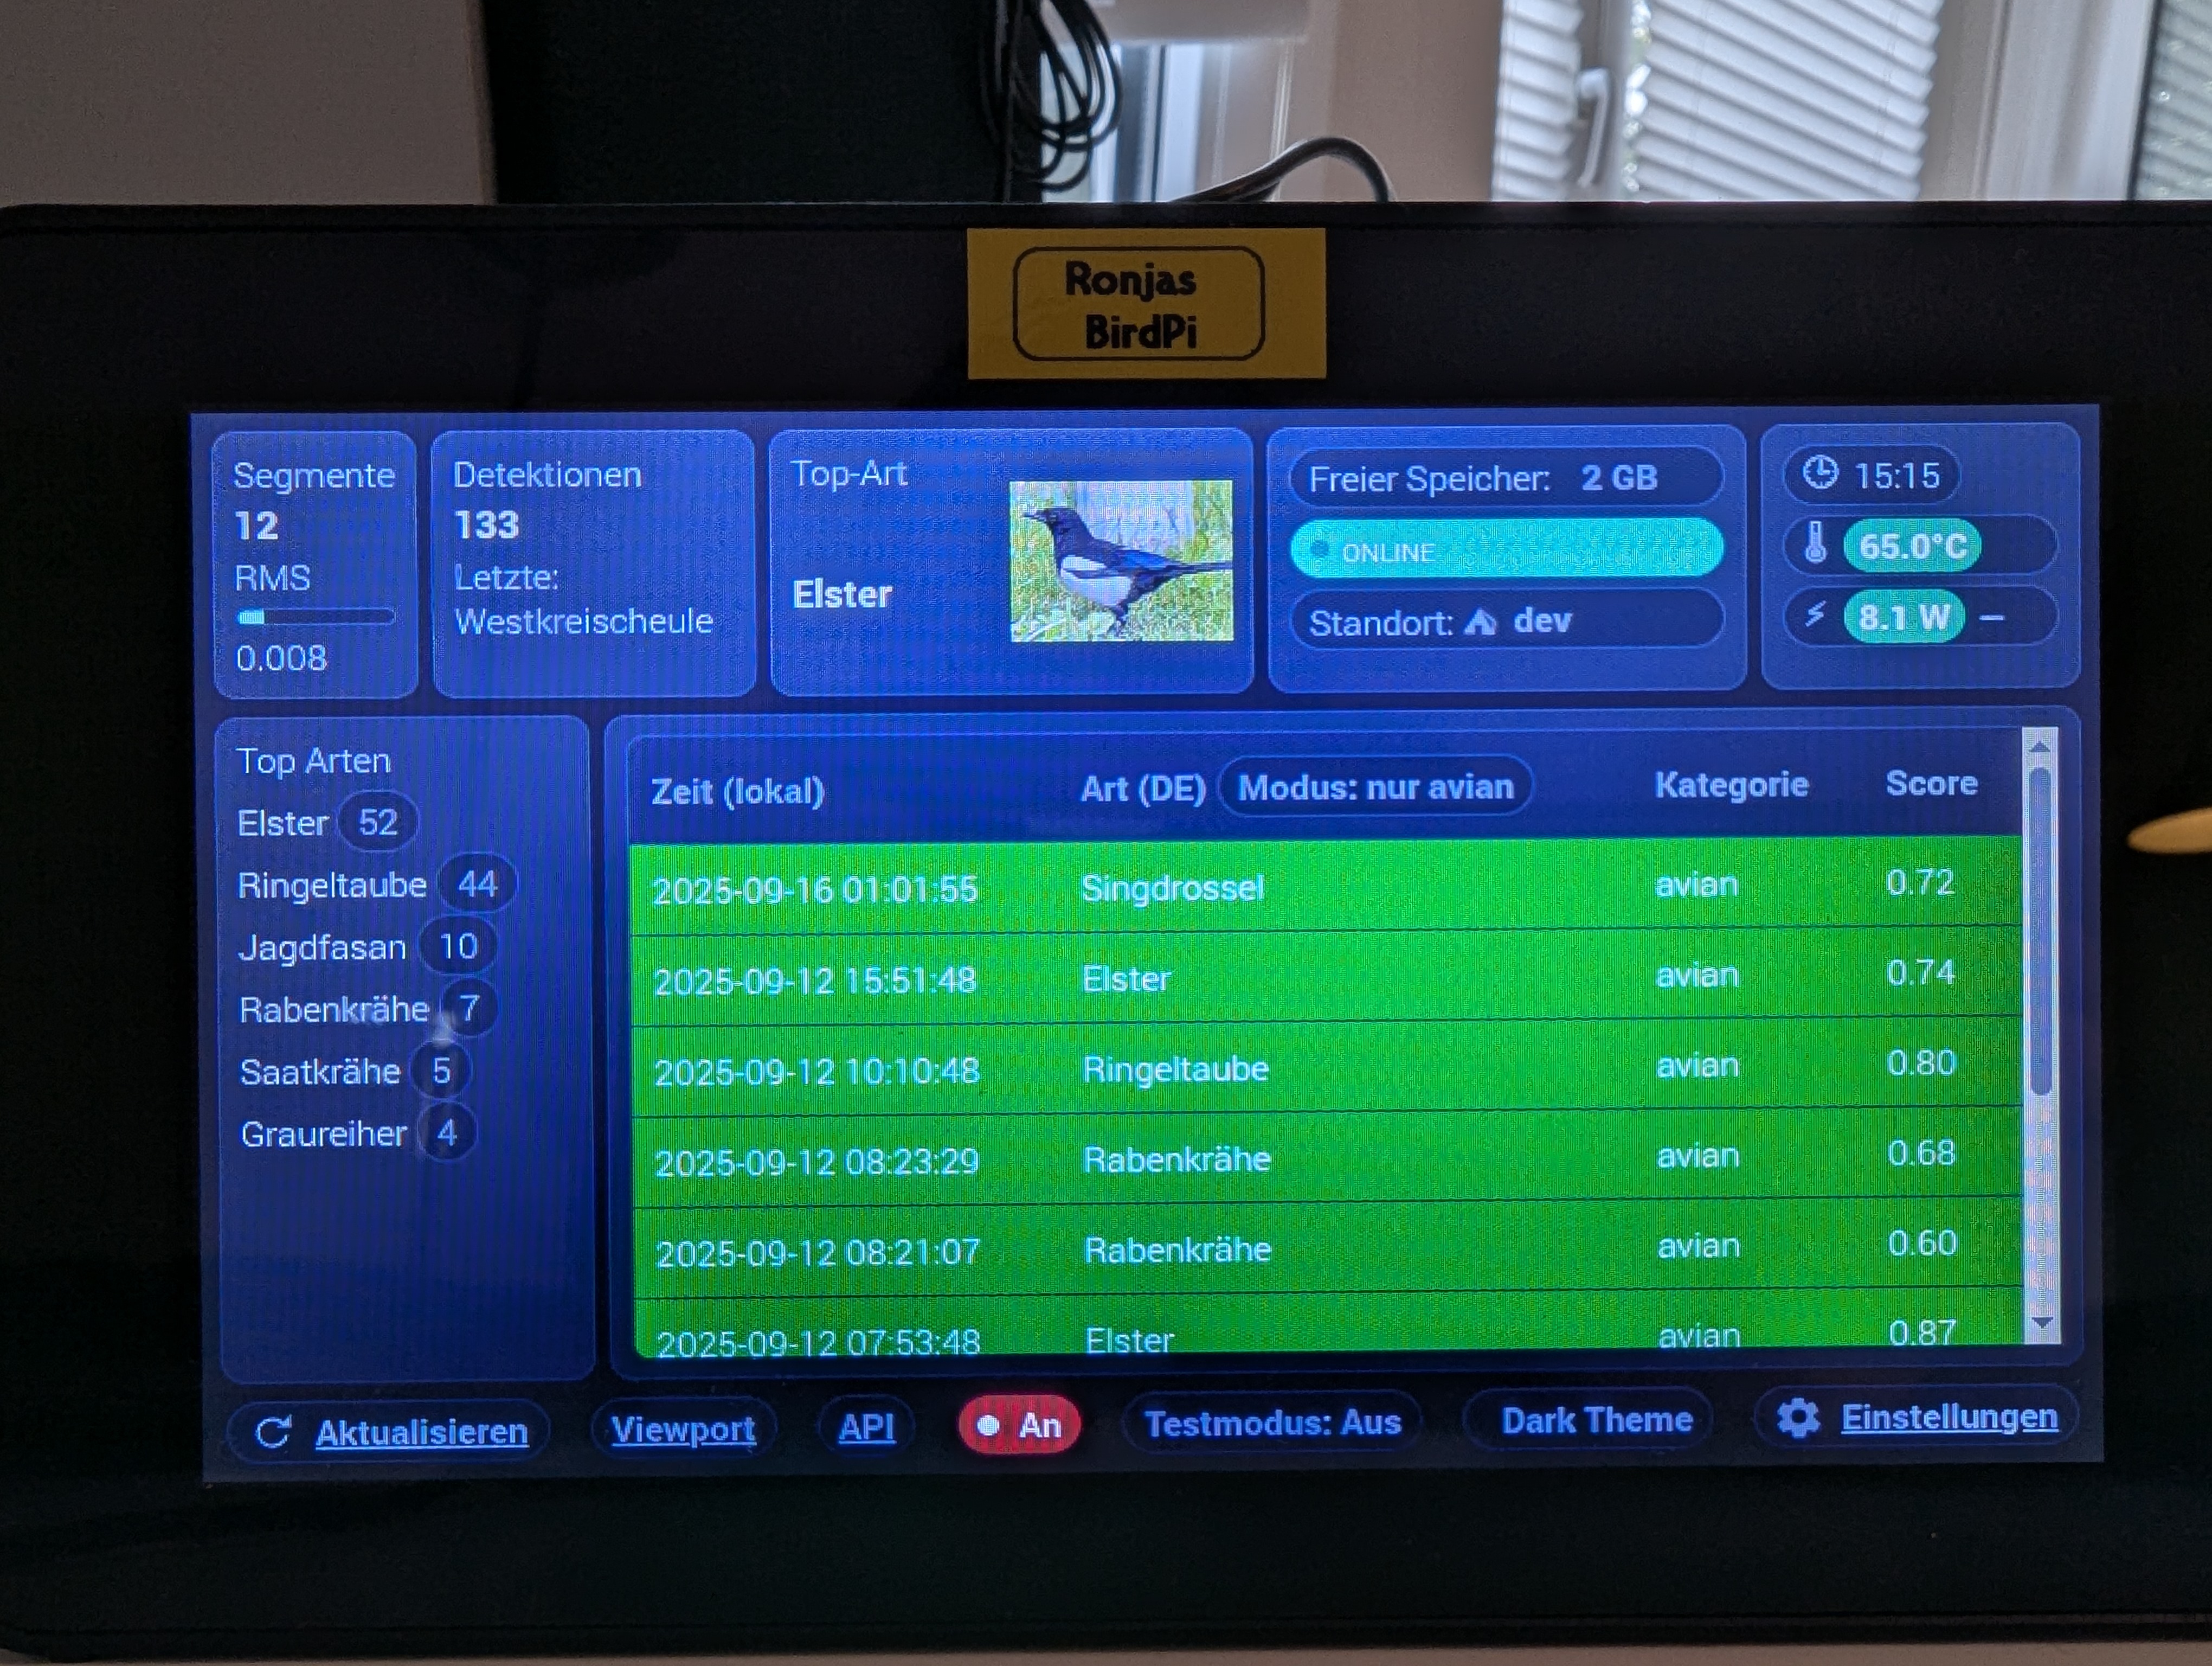 Ronjas
BirdPi
Segmente
12
RMS
0.008
Detektionen
133
Letzte:
Westkreischeule
Top-Art
Elster
Freier Speicher: 2 GB
ONLINE
Standort: dev
15:15
65.0°C
8.1 W –
Top Arten
Elster 52
Ringeltaube 44
Jagdfasan 10
Rabenkrähe 7
Saatkrähe 5
Graureiher 4
Zeit (lokal) Art (DE) Modus: nur avian Kategorie Score
2025-09-16 01:01:55 Singdrossel avian 0.72
2025-09-12 15:51:48 Elster avian 0.74
2025-09-12 10:10:48 Ringeltaube avian 0.80
2025-09-12 08:23:29 Rabenkrähe avian 0.68
2025-09-12 08:21:07 Rabenkrähe avian 0.60
2025-09-12 07:53:48 Elster avian 0.87
Aktualisieren Viewport API An Testmodus: Aus Dark Theme Einstellungen